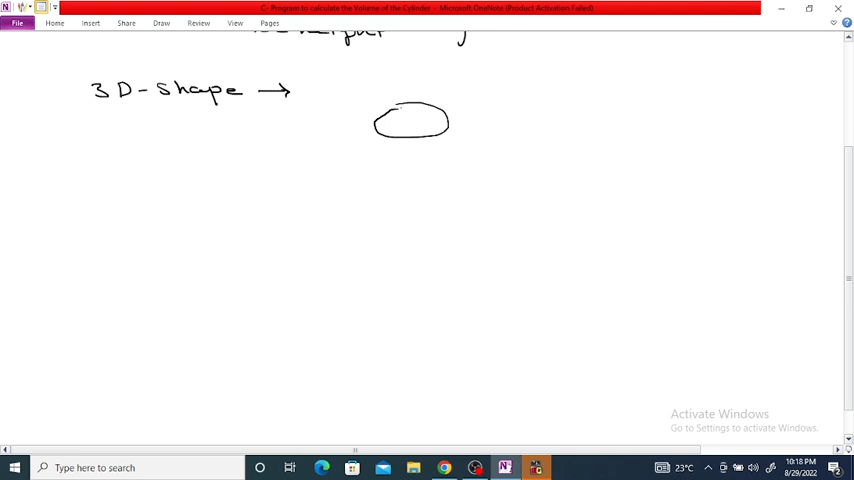 C- Program to calculate the Volume of the Cylinder - Microsoft OneNote (Product Activation Failed)
File Home Insert Share Draw Review View Pages
3D-shape →
Activate Windows
Go to Settings to activate Windows.
Type here to search
23°C
10:18 PM
8/29/2022
2